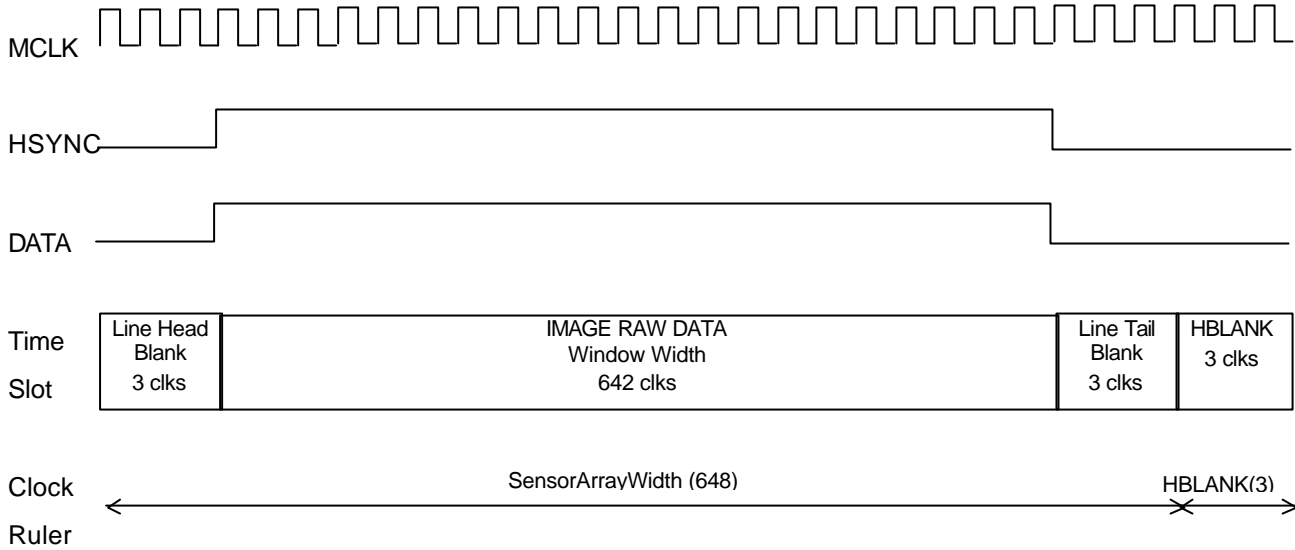 MCLK
HSYNC
DATA
Time
Slot
Line Head
Blank
3 clks
IMAGE RAW DATA
Window Width
642 clks
Line Tail
Blank
3 clks
HBLANK
3 clks
Clock
Ruler
SensorArrayWidth (648)
HBLANK(3)